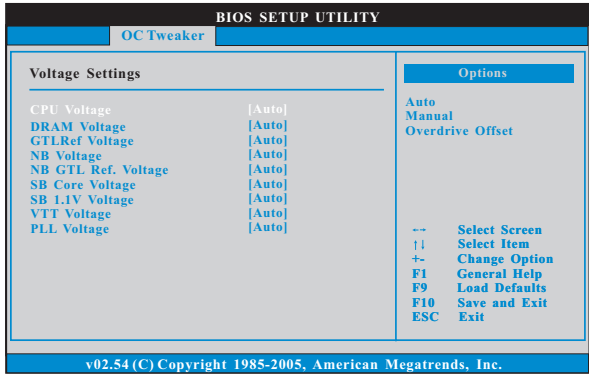 BIOS SETUP UTILITY
OC Tweaker
Voltage Settings
CPU Voltage [Auto]
DRAM Voltage [Auto]
GTLRef Voltage [Auto]
NB Voltage [Auto]
NB GTL Ref. Voltage [Auto]
SB Core Voltage [Auto]
SB 1.1V Voltage [Auto]
VTT Voltage [Auto]
PLL Voltage [Auto]
Options
Auto
Manual
Overdrive Offset
←→ Select Screen
↑↓ Select Item
+- Change Option
F1 General Help
F9 Load Defaults
F10 Save and Exit
ESC Exit
v02.54 (C) Copyright 1985-2005, American Megatrends, Inc.